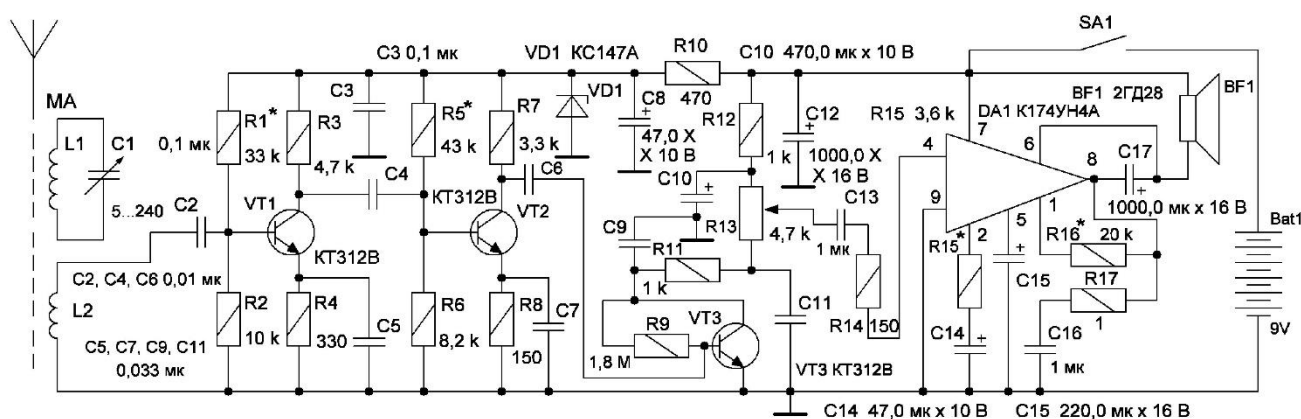 SA1
C3 0,1 мк
VD1 КС147А
R10
470
C10 470,0 мк x 10 В
MA
L1
C1
5...240
R1*
0,1 мк
33 k
R3
4,7 k
C3
R5*
43 k
R7
3,3 k
VD1
C8
47,0 X
X 10 В
R12
1 k
C12
1000,0 X
X 16 В
R15 3,6 k
DA1 К174УН4А
BF1 2ГД28
BF1
C4
C6
C10
C13
1 мк
R13
4,7 k
4
7
6
8
9
5
2
1
C17
1000,0 мк x 16 В
C2
VT1
КТ312В
КТ312В
VT2
C9
R11
1 k
R15*
C15
R16*
20 k
R17
1
Bat1
9V
C2, C4, C6 0,01 мк
L2
R2
10 k
R4
330
C5
R6
8,2 k
R8
150
C7
R9
1,8 М
VT3
C11
R14
150
C14
C16
1 мк
C5, C7, C9, C11
0,033 мк
VT3 КТ312В
C14 47,0 мк x 10 В
C15 220,0 мк x 16 В